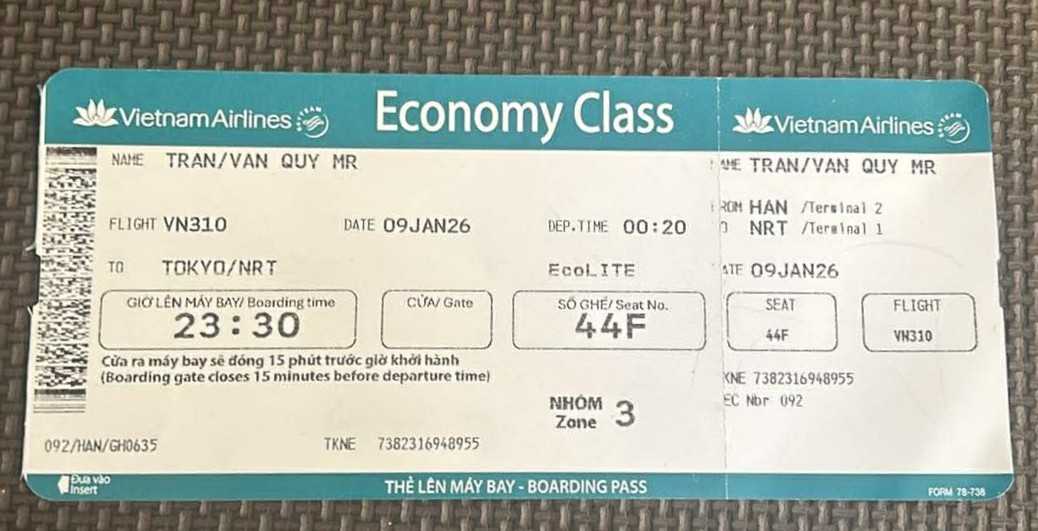 Vietnam Airlines
Economy Class
Vietnam Airlines
NAME TRAN/VAN QUY MR
FLIGHT VN310 DATE 09JAN26 DEP.TIME 00:20
TO TOKYO/NRT EcoLITE
GIỜ LÊN MÁY BAY/ Boarding time
23:30
CỬA/ Gate
SỐ GHẾ/ Seat No.
44F
Cửa ra máy bay sẽ đóng 15 phút trước giờ khởi hành
(Boarding gate closes 15 minutes before departure time)
NHÓM
Zone 3
092/HAN/GH0635 TKNE 7382316948955
Đưa vào
Insert
THẺ LÊN MÁY BAY - BOARDING PASS
AME TRAN/VAN QUY MR
ROM HAN /Terminal 2
O NRT /Terminal 1
ATE 09JAN26
SEAT
44F
FLIGHT
VN310
KNE 7382316948955
EC Nbr 092
FORM 78-738